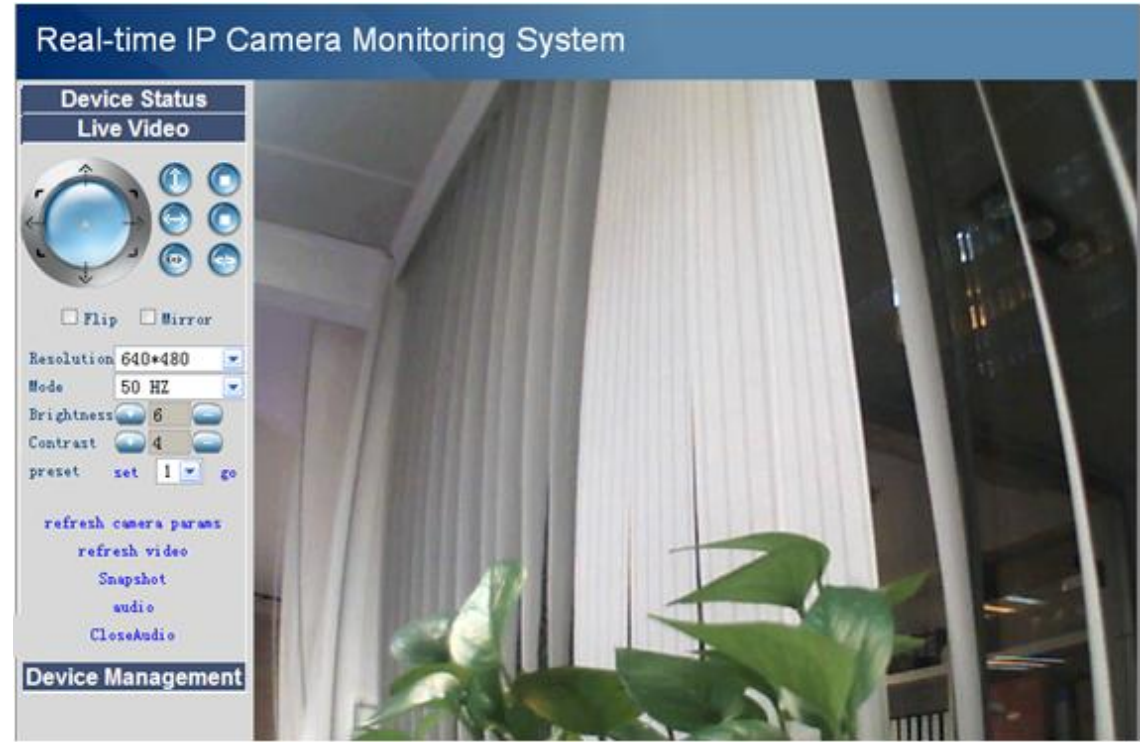 Real-time IP Camera Monitoring System
Device Status
Live Video
Flip Mirror
Resolution 640*480
Mode 50 HZ
Brightness + 6 -
Contrast + 4 -
preset set 1 go
refresh camera params
refresh video
Snapshot
audio
CloseAudio
Device Management